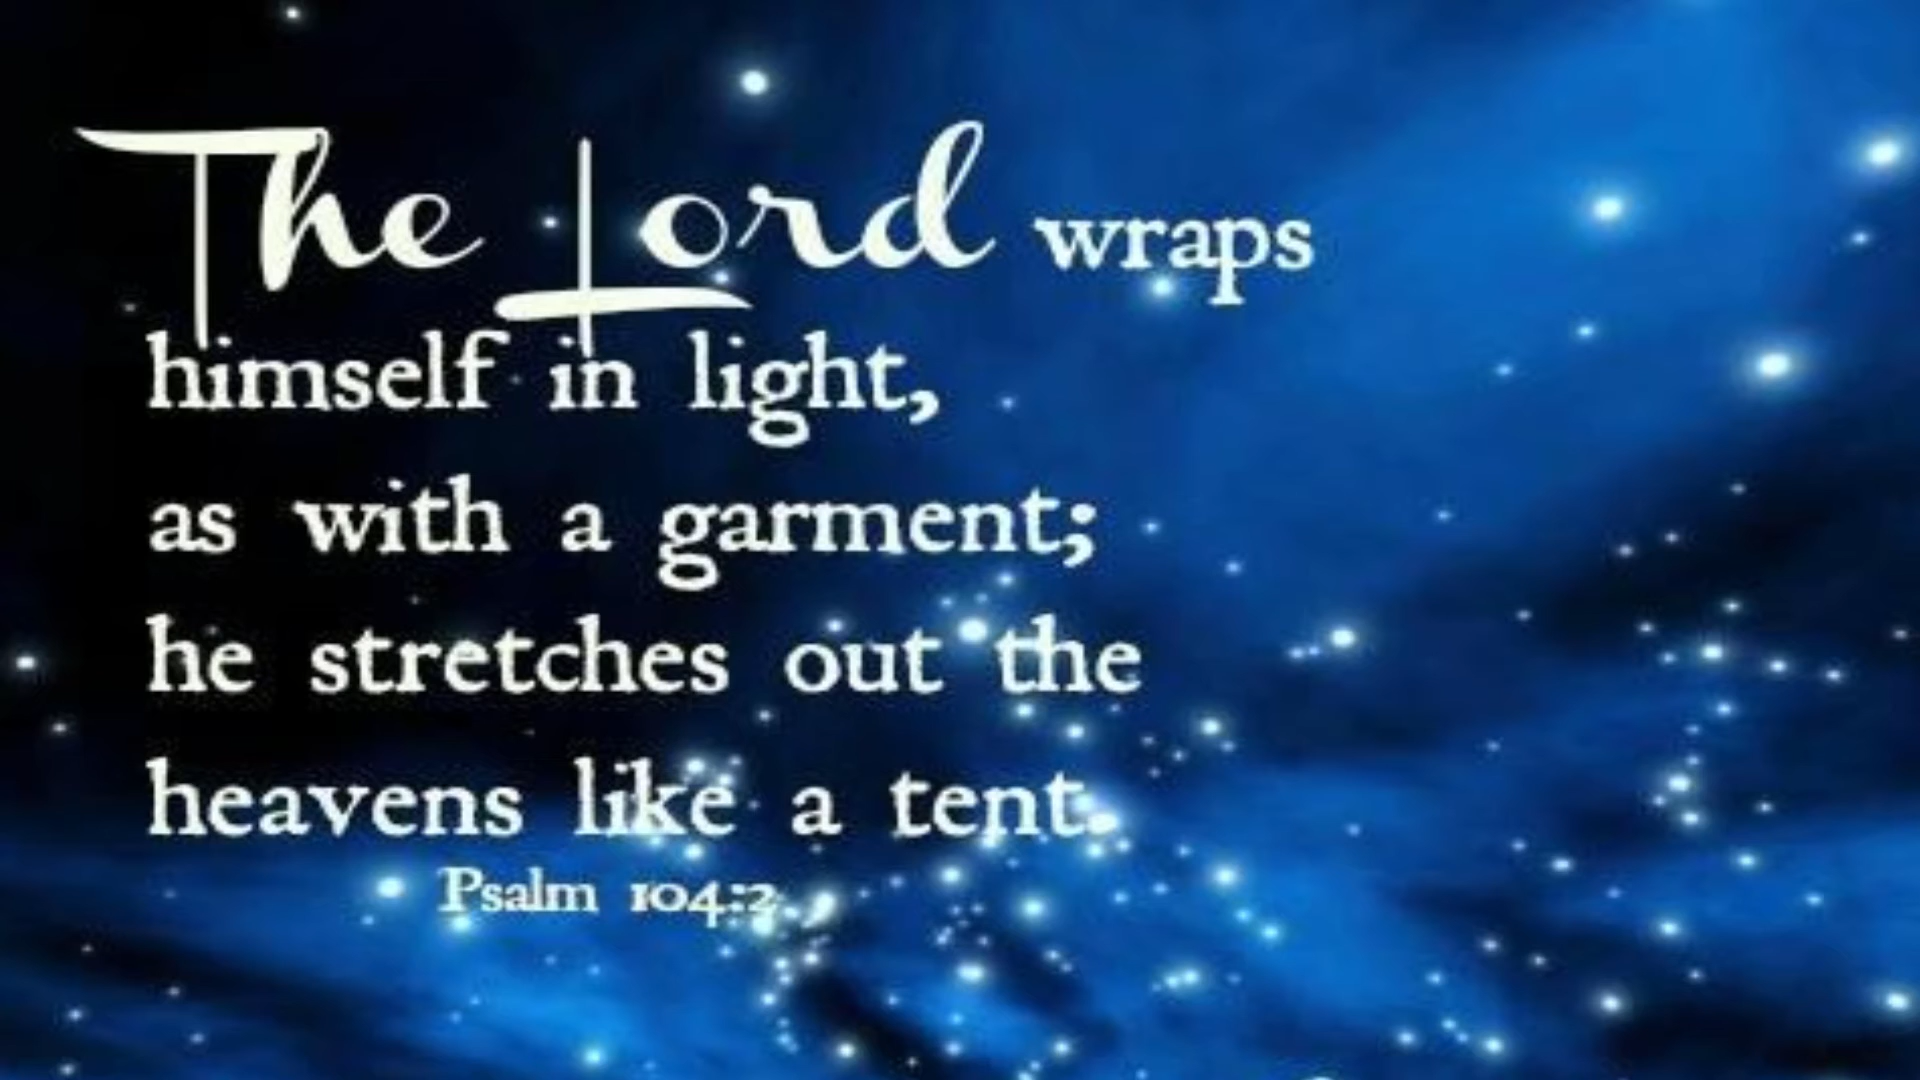 The Lord wraps
himself in light,
as with a garment;
he stretches out the
heavens like a tent.
Psalm 104:2